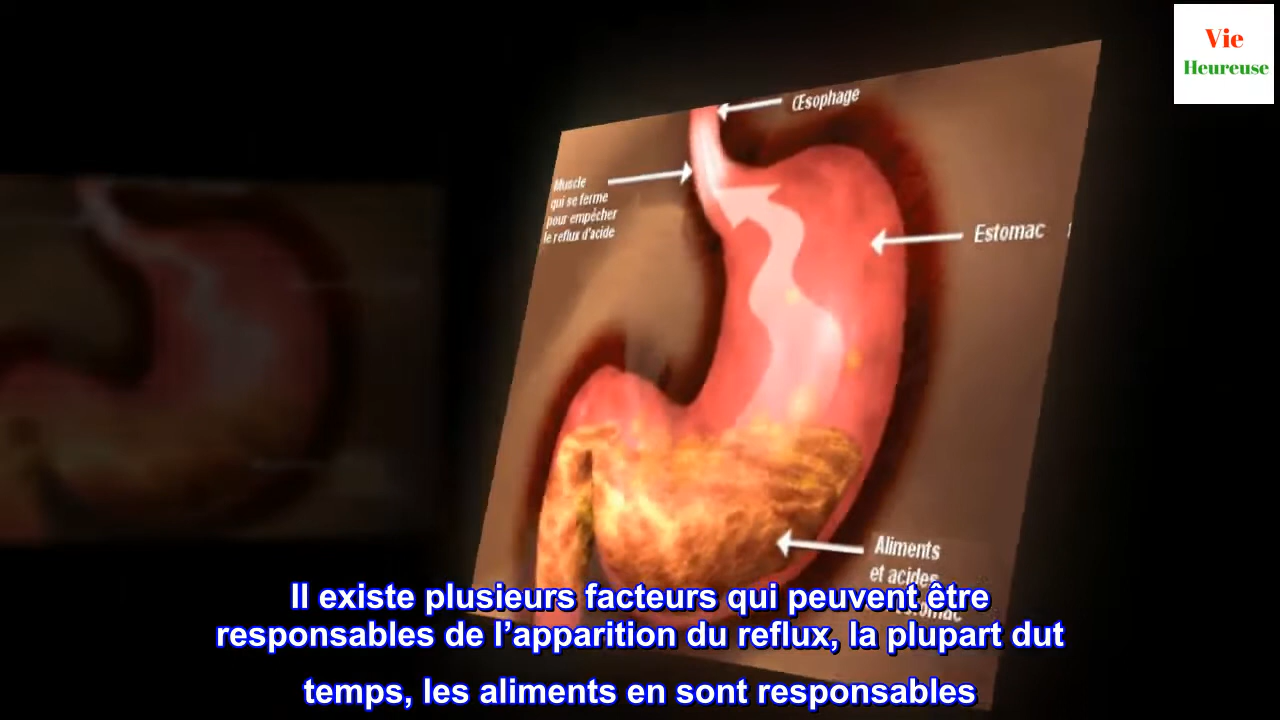 Vie
Heureuse
Œsophage
Muscle
qui se ferme
pour empêcher
le reflux d'acide
Estomac
Aliments
et acides
Il existe plusieurs facteurs qui peuvent être
responsables de l’apparition du reflux, la plupart dut
temps, les aliments en sont responsables